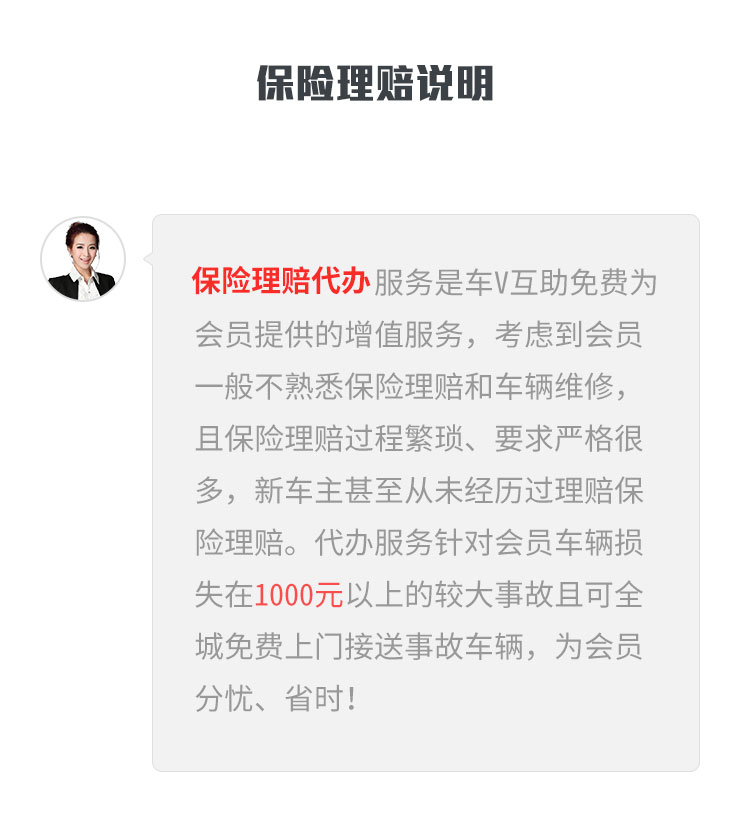 保险理赔说明
保险理赔代办服务是车V互助免费为
会员提供的增值服务，考虑到会员
一般不熟悉保险理赔和车辆维修，
且保险理赔过程繁琐、要求严格很
多，新车主甚至从未经历过理赔保
险理赔。代办服务针对会员车辆损
失在1000元以上的较大事故且可全
城免费上门接送事故车辆，为会员
分忧、省时！